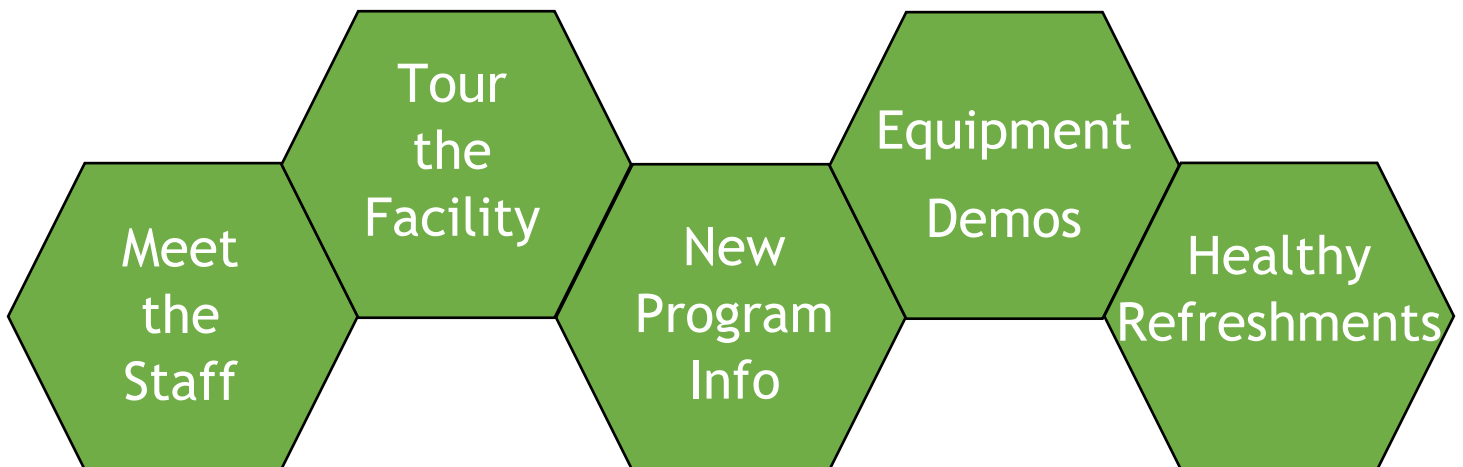 Meet
the
Staff
Tour
the
Facility
New
Program
Info
Equipment
Demos
Healthy
Refreshments